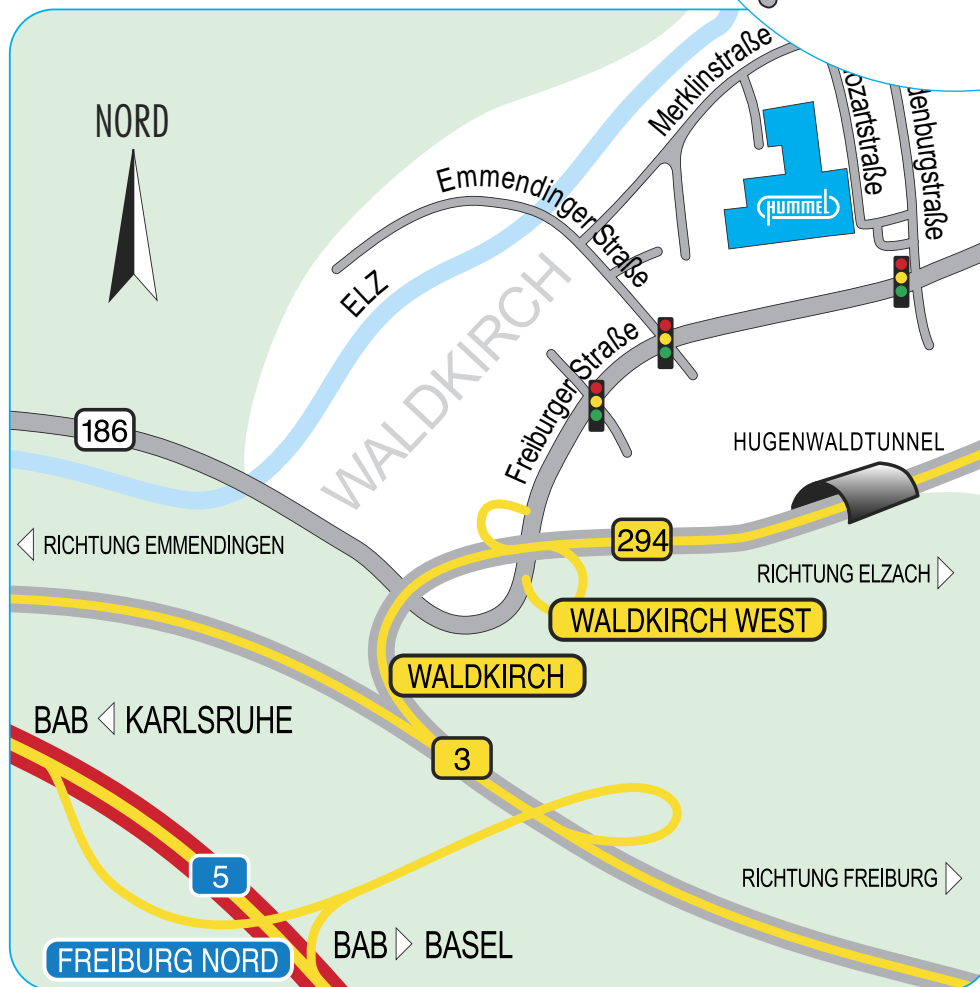 NORD
Merklinstraße
ozartstraße
denburgstraße
Emmendinger Straße
HUMMEL
ELZ
WALDKIRCH
Freiburger Straße
186
HUGENWALDTUNNEL
RICHTUNG EMMENDINGEN
294
RICHTUNG ELZACH
WALDKIRCH WEST
WALDKIRCH
BAB KARLSRUHE
3
5
RICHTUNG FREIBURG
BAB BASEL
FREIBURG NORD